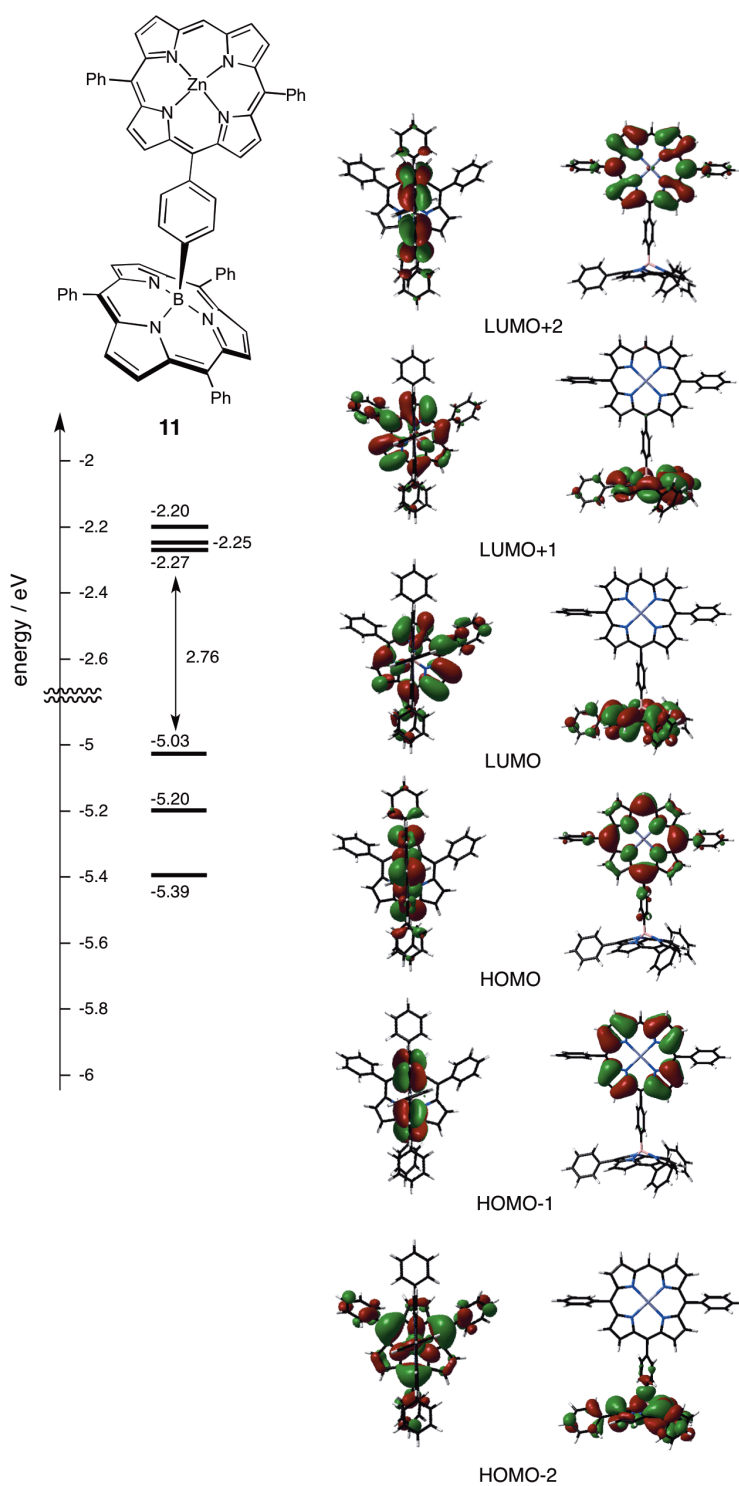 N
N
Zn
Ph
Ph
N
N
Ph
Ph
N
B
N
N
Ph
11
energy / eV
-2
-2.2
-2.4
-2.6
-5
-5.2
-5.4
-5.6
-5.8
-6
-2.20
-2.25
-2.27
2.76
-5.03
-5.20
-5.39
LUMO+2
LUMO+1
LUMO
HOMO
HOMO-1
HOMO-2